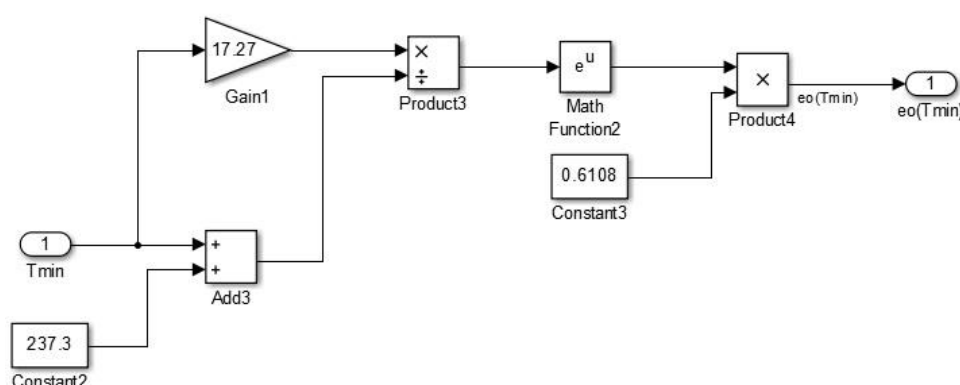 17.27
Gain1
×
÷
Product3
e^u
Math
Function2
×
Product4
eo(Tmin)
1
eo(Tmin)
0.6108
Constant3
1
Tmin
+
+
Add3
237.3
Constant2